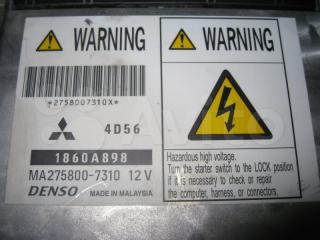 WARNING
*2758007310X*
4D56
1860A898
MA275800-7310 12V
DENSO MADE IN MALAYSIA
WARNING
Hazardous high voltage.
Turn the starter switch to the LOCK position
if it is necessary to check or repair
the computer, harness, or connectors.